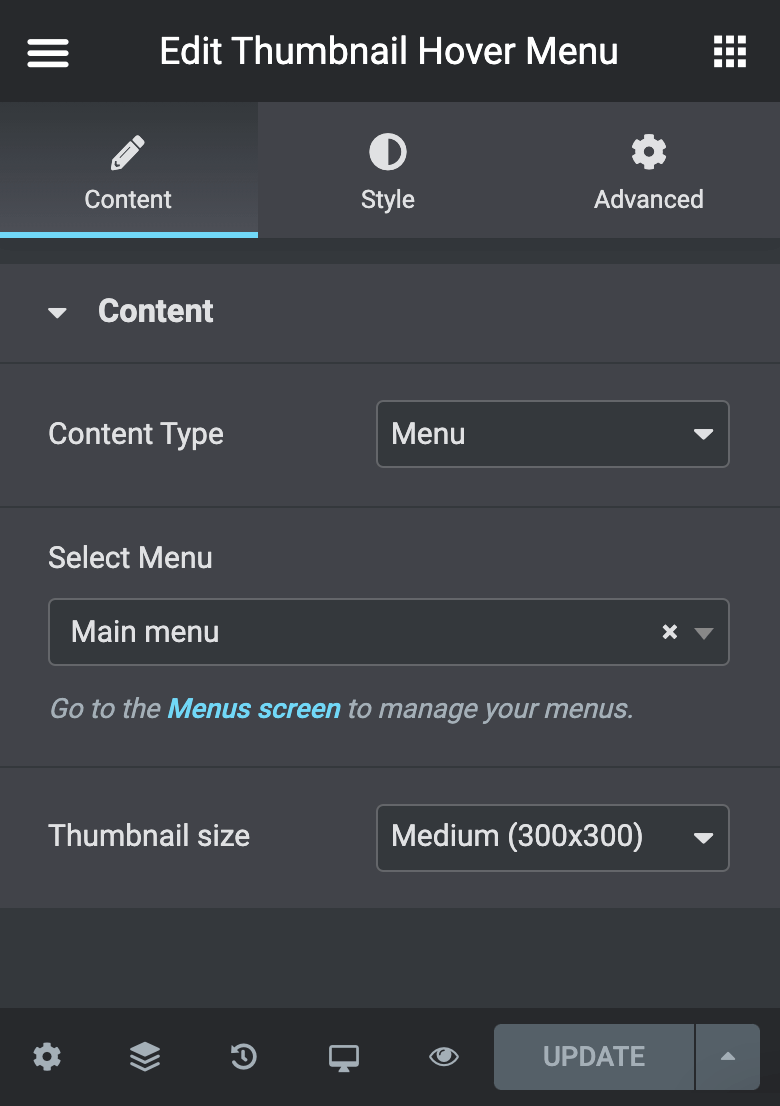 Edit Thumbnail Hover Menu
Content Style Advanced
Content
Content Type Menu
Select Menu
Main menu
Go to the Menus screen to manage your menus.
Thumbnail size Medium (300x300)
UPDATE